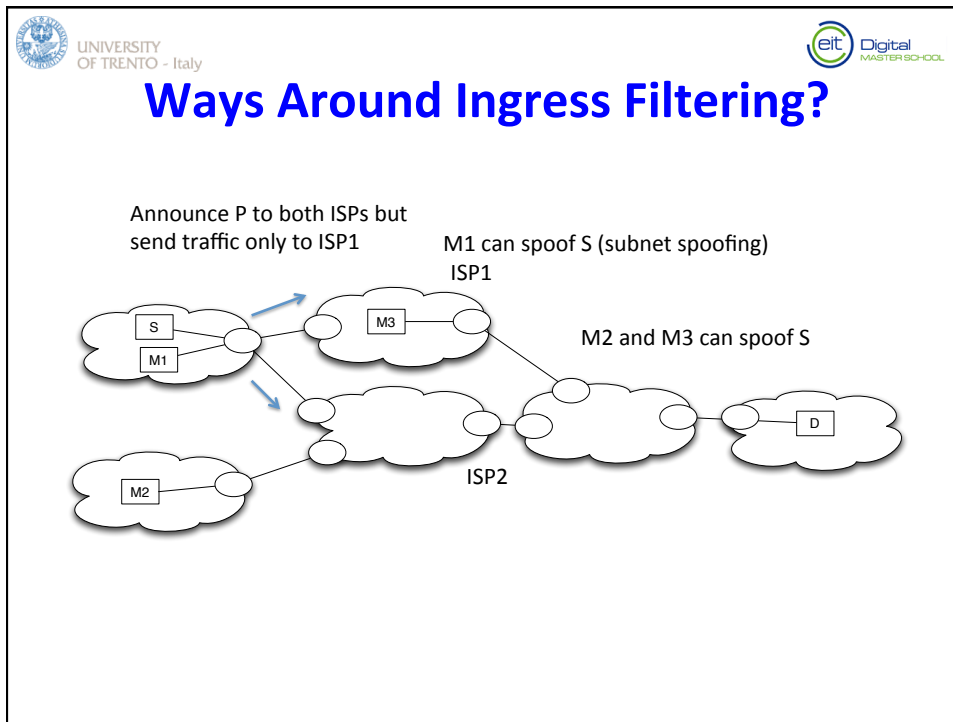 UNIVERSITY
OF TRENTO - Italy
eit Digital
MASTER SCHOOL
Ways Around Ingress Filtering?
Announce P to both ISPs but
send traffic only to ISP1
M1 can spoof S (subnet spoofing)
ISP1
S
M3
M1
M2 and M3 can spoof S
D
M2
ISP2